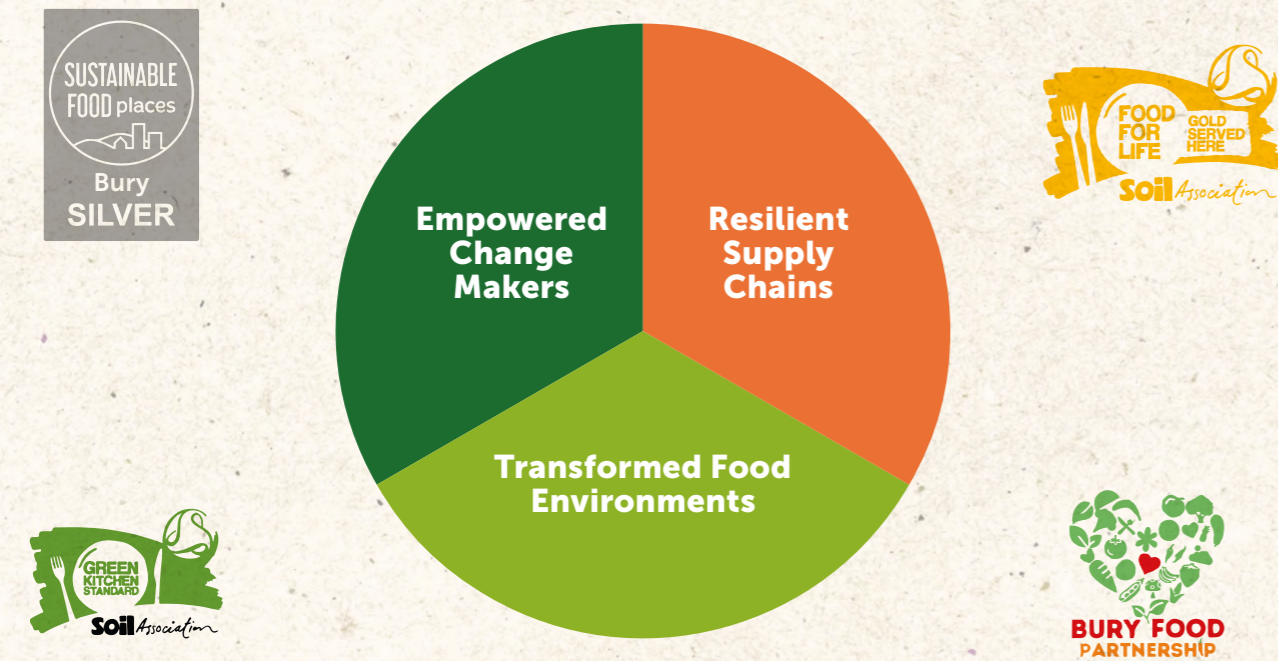 SUSTAINABLE
FOOD places
Bury
SILVER
FOOD
FOR
LIFE
GOLD
SERVED
HERE
Soil Association
Empowered
Change
Makers
Resilient
Supply
Chains
Transformed Food
Environments
GREEN
KITCHEN
STANDARD
Soil Association
BURY FOOD
PARTNERSHIP